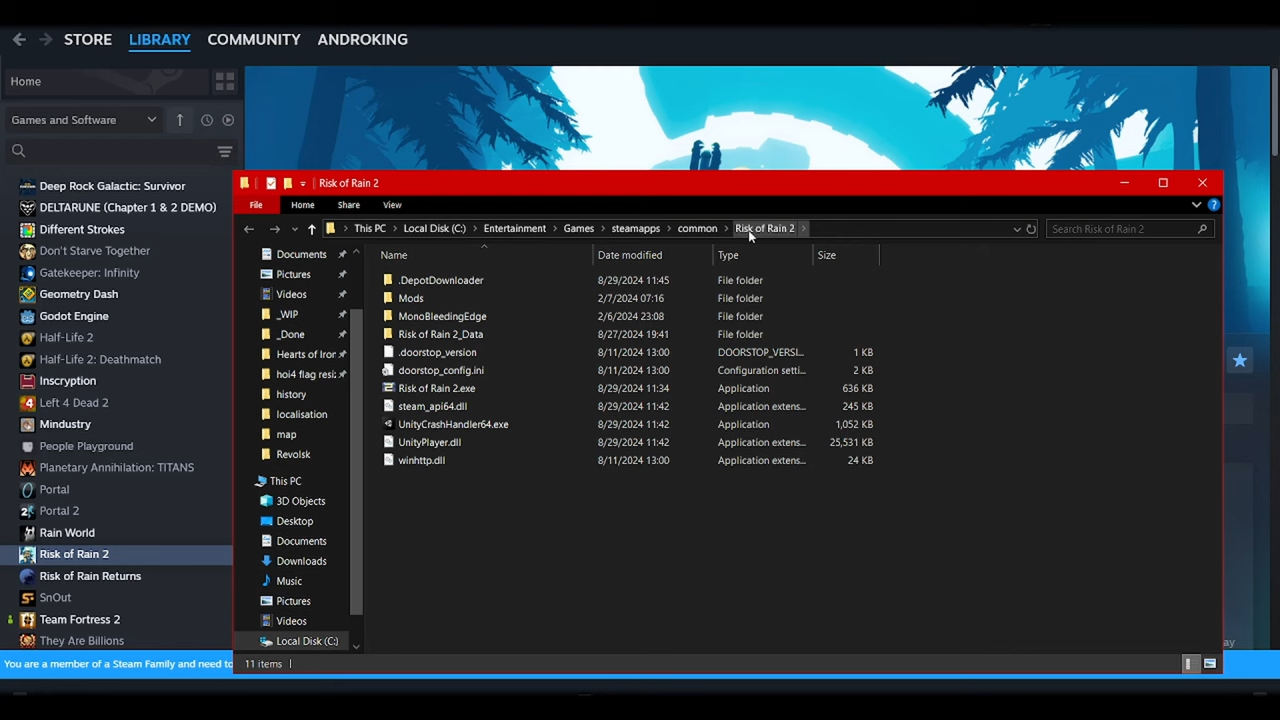 STORE LIBRARY COMMUNITY ANDROKING
Home
Games and Software
Deep Rock Galactic: Survivor
DELTARUNE (Chapter 1 & 2 DEMO)
Different Strokes
Don't Starve Together
Gatekeeper: Infinity
Geometry Dash
Godot Engine
Half-Life 2
Half-Life 2: Deathmatch
Inscryption
Left 4 Dead 2
Mindustry
People Playground
Planetary Annihilation: TITANS
Portal
Portal 2
Rain World
Risk of Rain 2
Risk of Rain Returns
SnOut
Team Fortress 2
They Are Billions
You are a member of a Steam Family and need to
Risk of Rain 2
File Home Share View
This PC Local Disk (C:) Entertainment Games steamapps common Risk of Rain 2
Search Risk of Rain 2
Documents
Pictures
Videos
_WIP
_Done
Hearts of Iron
hoi4 flag resi
history
localisation
map
Revolsk
This PC
3D Objects
Desktop
Documents
Downloads
Music
Pictures
Videos
Local Disk (C:)
Name Date modified Type Size
.DepotDownloader 8/29/2024 11:45 File folder
Mods 2/7/2024 07:16 File folder
MonoBleedingEdge 2/6/2024 23:08 File folder
Risk of Rain 2_Data 8/27/2024 19:41 File folder
.doorstop_version 8/11/2024 13:00 DOORSTOP_VERSI... 1 KB
doorstop_config.ini 8/11/2024 13:00 Configuration setti... 2 KB
Risk of Rain 2.exe 8/29/2024 11:34 Application 636 KB
steam_api64.dll 8/29/2024 11:42 Application extens... 245 KB
UnityCrashHandler64.exe 8/29/2024 11:42 Application 1,052 KB
UnityPlayer.dll 8/29/2024 11:42 Application extens... 25,531 KB
winhttp.dll 8/11/2024 13:00 Application extens... 24 KB
11 items